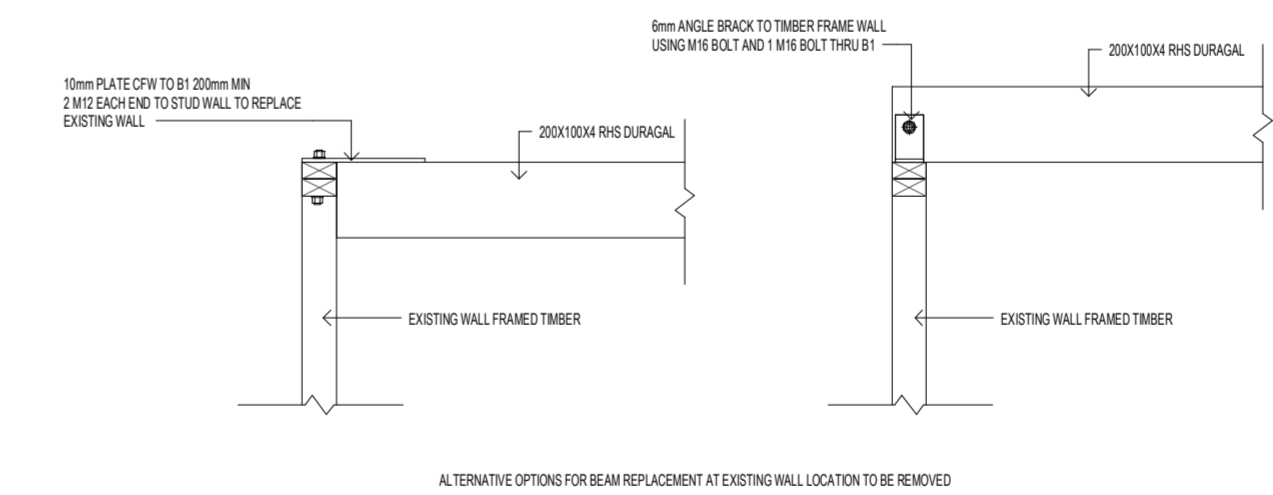 6mm ANGLE BRACK TO TIMBER FRAME WALL
USING M16 BOLT AND 1 M16 BOLT THRU B1
200X100X4 RHS DURAGAL
10mm PLATE CFW TO B1 200mm MIN
2 M12 EACH END TO STUD WALL TO REPLACE
EXISTING WALL
200X100X4 RHS DURAGAL
EXISTING WALL FRAMED TIMBER
EXISTING WALL FRAMED TIMBER
ALTERNATIVE OPTIONS FOR BEAM REPLACEMENT AT EXISTING WALL LOCATION TO BE REMOVED